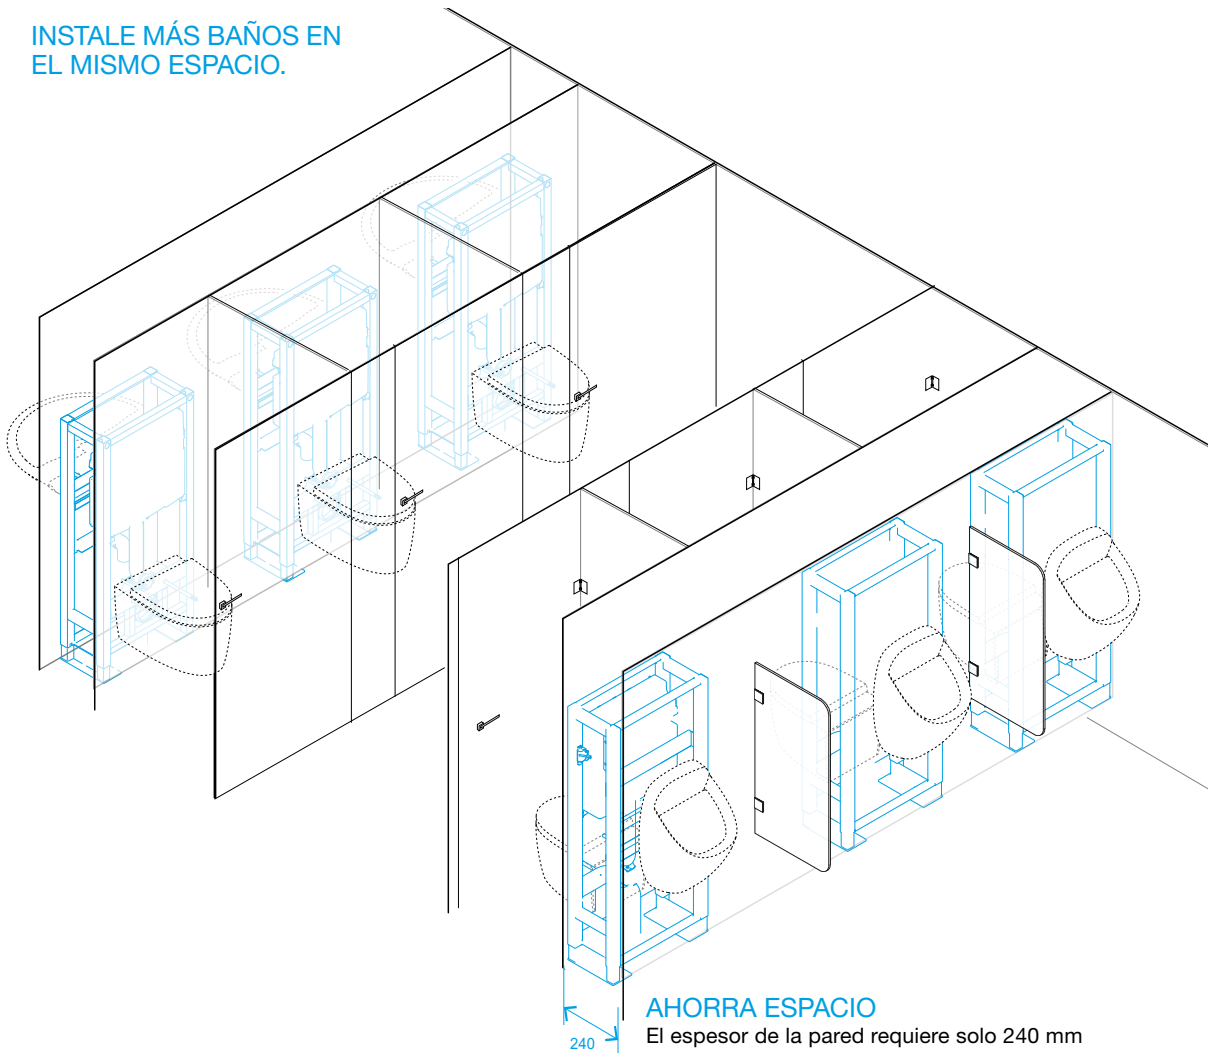 INSTALE MÁS BAÑOS EN
EL MISMO ESPACIO.
AHORRA ESPACIO
El espesor de la pared requiere solo 240 mm
240